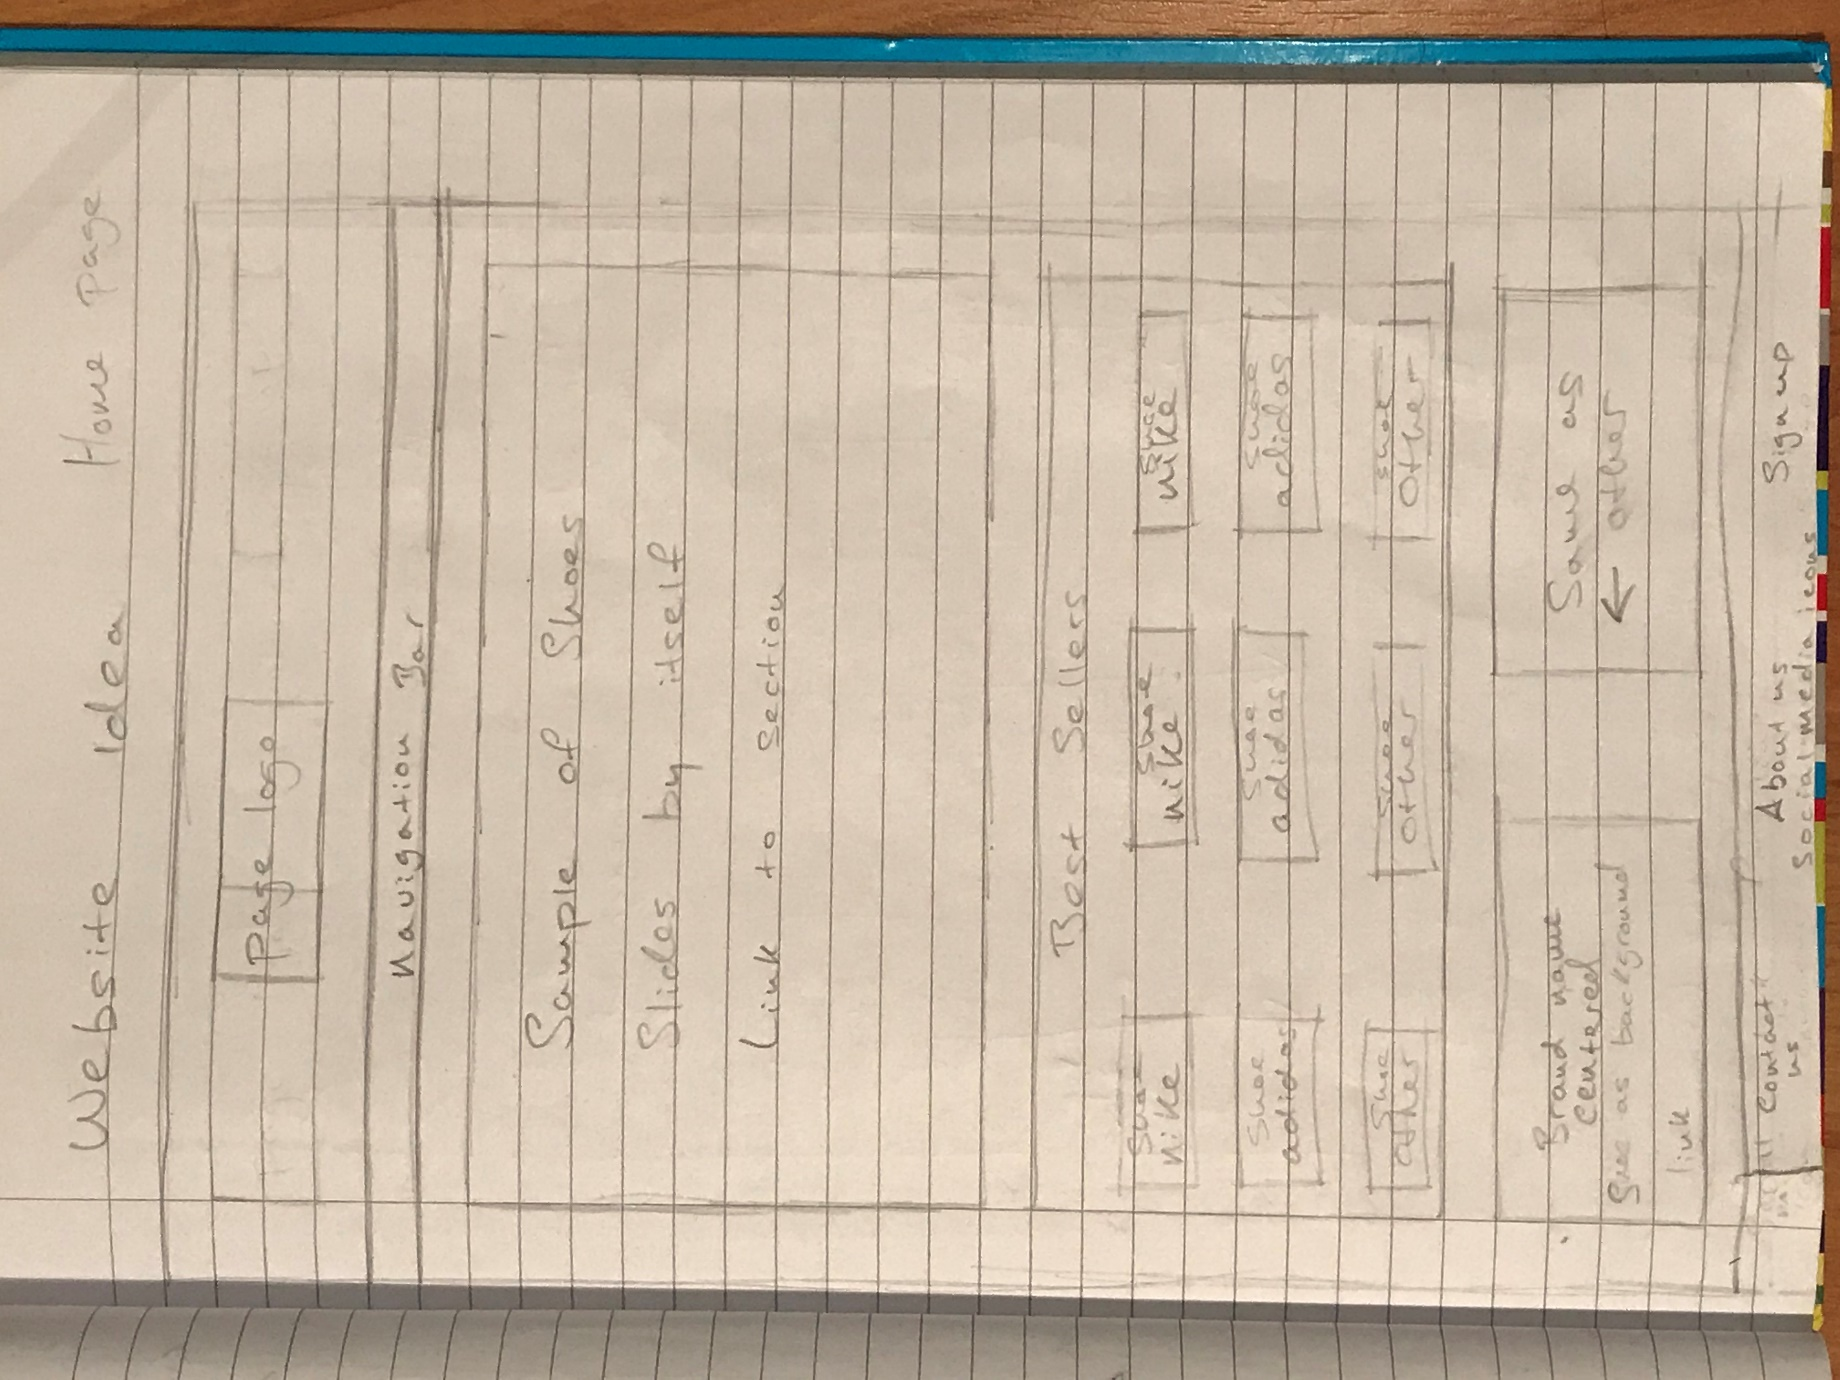 Website Idea Home Page
Page logo
Navigation Bar
Sample of Shoes
Slides by itself
Link to section
Best Sellers
Shoe Shoe Shoe
nike nike nike
Shoe Shoe Shoe
adidas adidas adidas
Shoe Shoe Shoe
Other Other Other
Brand name
Centered
Shoe as background
link
Same as
← other
Contact About us Sign up
us Social media icons